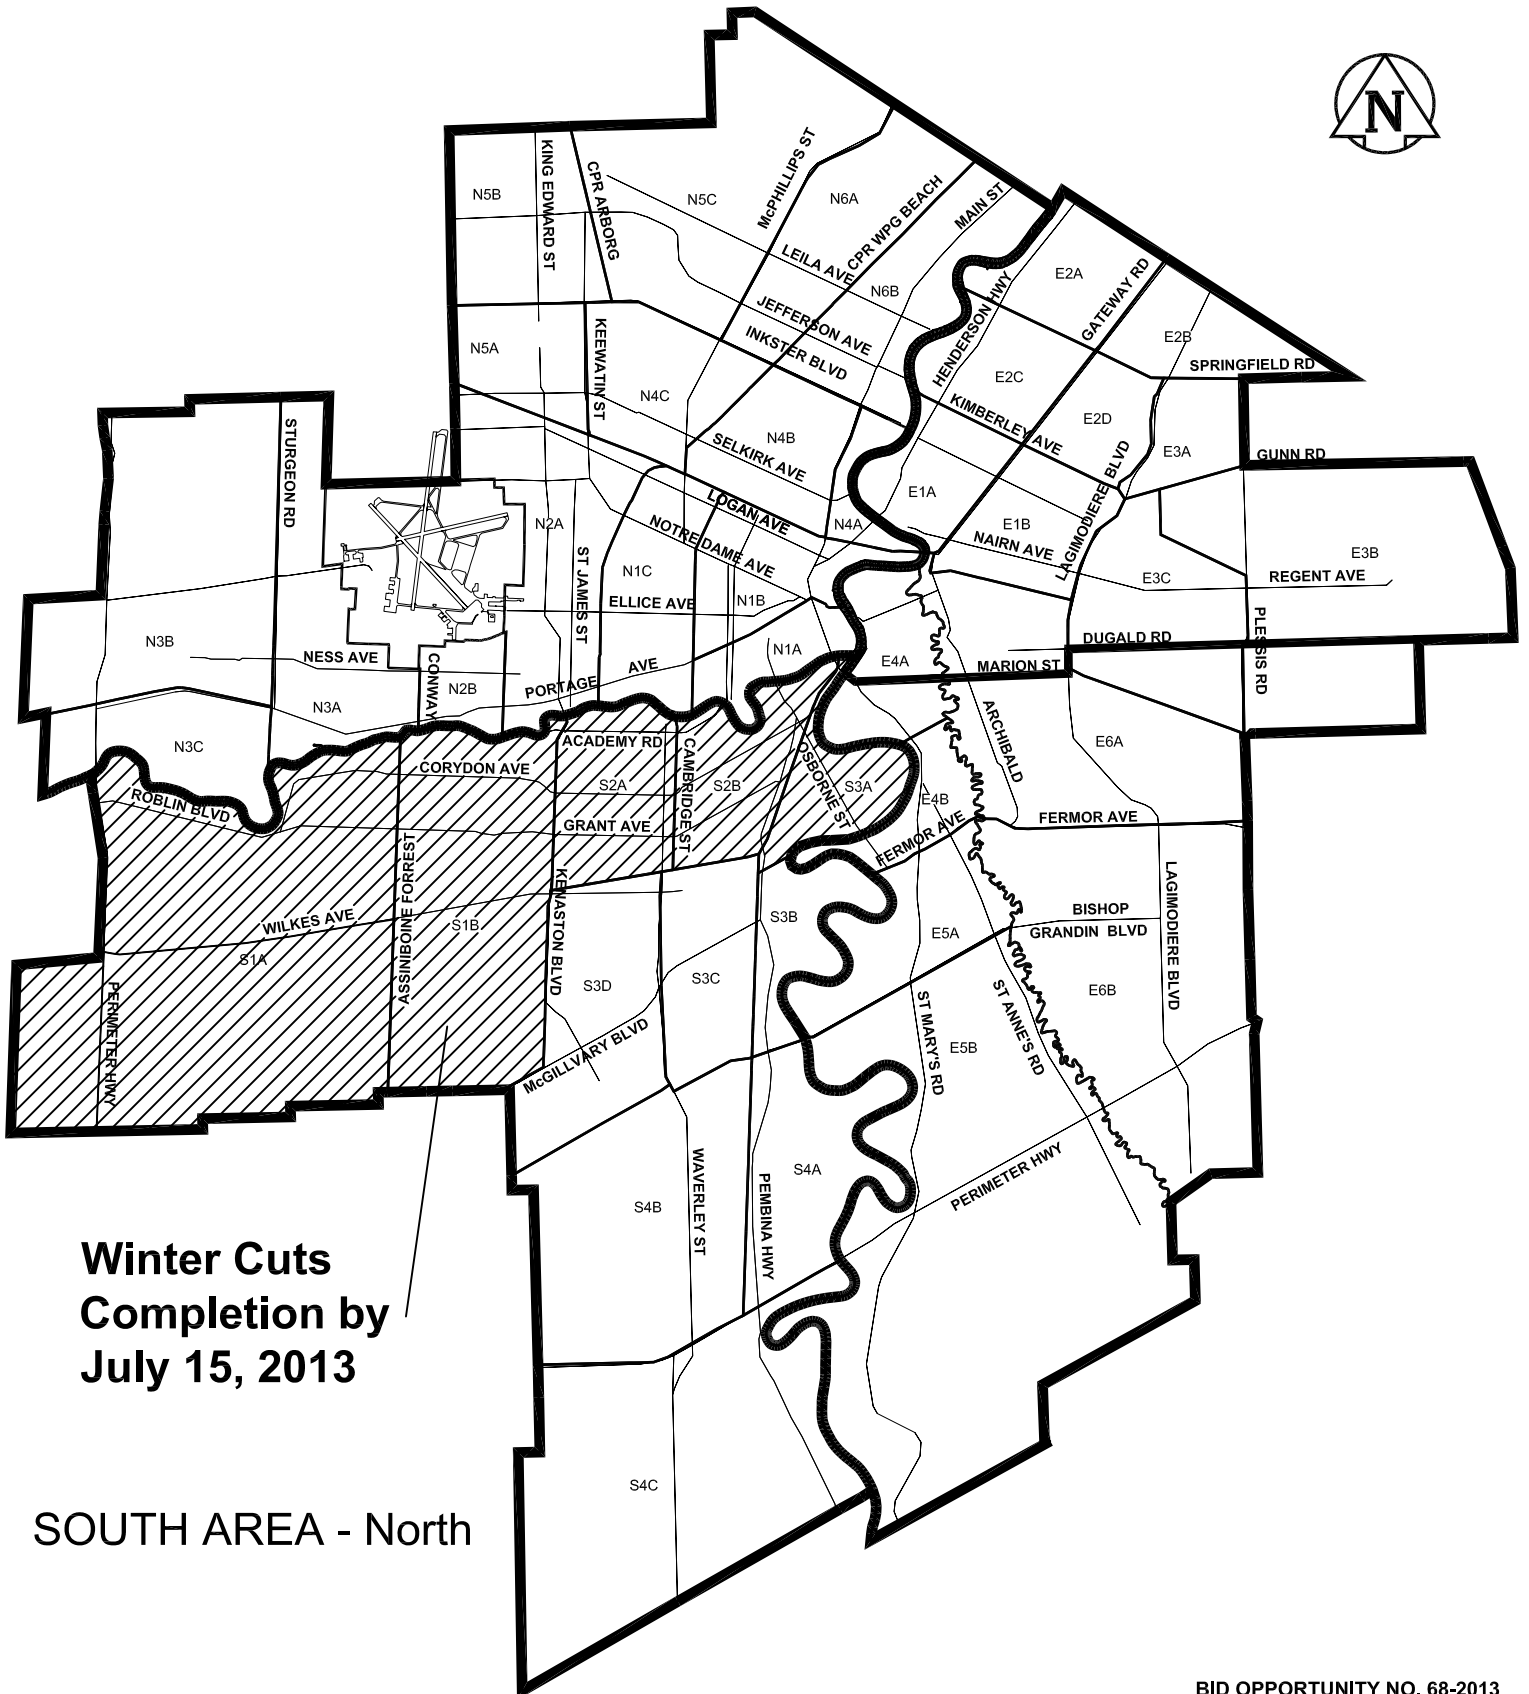 N
McPHILLIPS ST
KING EDWARD ST
CPR ARBORG
N5B
N5C
N6A
CPR WPG BEACH
MAIN ST
LEILA AVE
N6B
E2A
GATEWAY RD
HENDERSON HWY
JEFFERSON AVE
INKSTER BLVD
E2B
SPRINGFIELD RD
N5A
KEEWATIN ST
N4C
E2C
KIMBERLEY AVE
E2D
N4B
SELKIRK AVE
LAGIMODIERE BLVD
E3A
GUNN RD
STURGEON RD
E1A
LOGAN AVE
N4A
N2A
NOTRE DAME AVE
E1B
NAIRN AVE
E3B
REGENT AVE
E3C
ST JAMES ST
N1C
ELLICE AVE
N1B
N3B
NESS AVE
CONWAY
N2B
PORTAGE
AVE
N1A
E4A
MARION ST
DUGALD RD
PLESSIS RD
N3A
N3C
ARCHIBALD
E6A
ACADEMY RD
CORYDON AVE
CAMBRIDGE ST
OSBORNE ST
S2A
S2B
S3A
ROBLIN BLVD
GRANT AVE
E4B
FERMOR AVE
FERMOR AVE
ASSINIBOINE FORREST
KENASTON BLVD
LAGIMODIERE BLVD
WILKES AVE
S1B
S3B
E5A
BISHOP
GRANDIN BLVD
S1A
PERIMETER HWY
S3D
S3C
ST MARY'S RD
ST ANNE'S RD
E6B
McGILLVARY BLVD
E5B
WAVERLEY ST
PEMBINA HWY
S4A
PERIMETER HWY
S4B
Winter Cuts
Completion by
July 15, 2013
S4C
SOUTH AREA - North
BID OPPORTUNITY NO. 68-2013